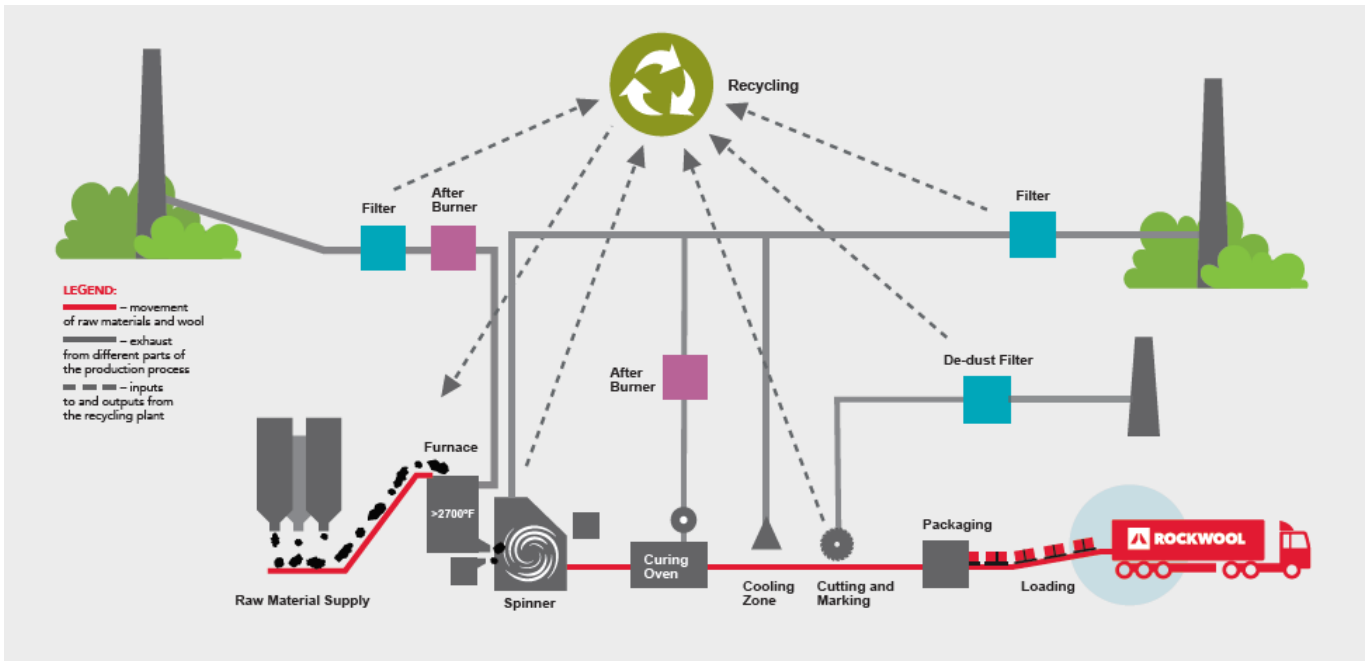 Recycling
Filter
After
Burner
Filter
LEGEND:
– movement
of raw materials and wool
– exhaust
from different parts of
the production process
– inputs
to and outputs from
the recycling plant
After
Burner
De-dust Filter
Furnace
>2700ºF
Raw Material Supply
Spinner
Curing
Oven
Cooling
Zone
Cutting and
Marking
Packaging
Loading
ROCKWOOL